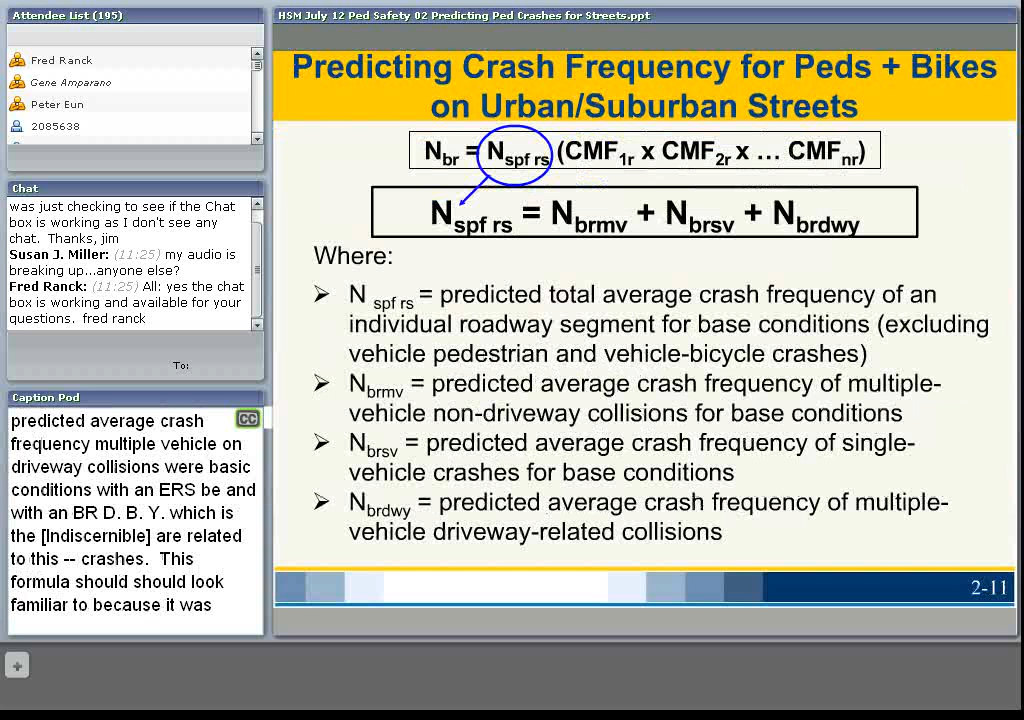 Attendee List (195)
Fred Ranck
Gene Amparano
Peter Eun
2085638
Chat
was just checking to see if the Chat
box is working as I don't see any
chat.  Thanks, jim
Susan J. Miller: (11:25) my audio is
breaking up...anyone else?
Fred Ranck: (11:25) All: yes the chat
box is working and available for your
questions.  fred ranck
To:
Caption Pod
predicted average crash
CC
frequency multiple vehicle on
driveway collisions were basic
conditions with an ERS be and
with an BR D. B. Y. which is
the [Indiscernible] are related
to this -- crashes.  This
formula should should look
familiar to because it was
HSM July 12 Ped Safety 02 Predicting Ped Crashes for Streets.ppt
Predicting Crash Frequency for Peds + Bikes
on Urban/Suburban Streets
Nbr = Nspf rs (CMF1r x CMF2r x … CMFnr)
Nspf rs = Nbrmv + Nbrsv + Nbrdwy
Where:
➢ N spf rs = predicted total average crash frequency of an
individual roadway segment for base conditions (excluding
vehicle pedestrian and vehicle-bicycle crashes)
➢ Nbrmv = predicted average crash frequency of multiple-
vehicle non-driveway collisions for base conditions
➢ Nbrsv = predicted average crash frequency of single-
vehicle crashes for base conditions
➢ Nbrdwy = predicted average crash frequency of multiple-
vehicle driveway-related collisions
2-11